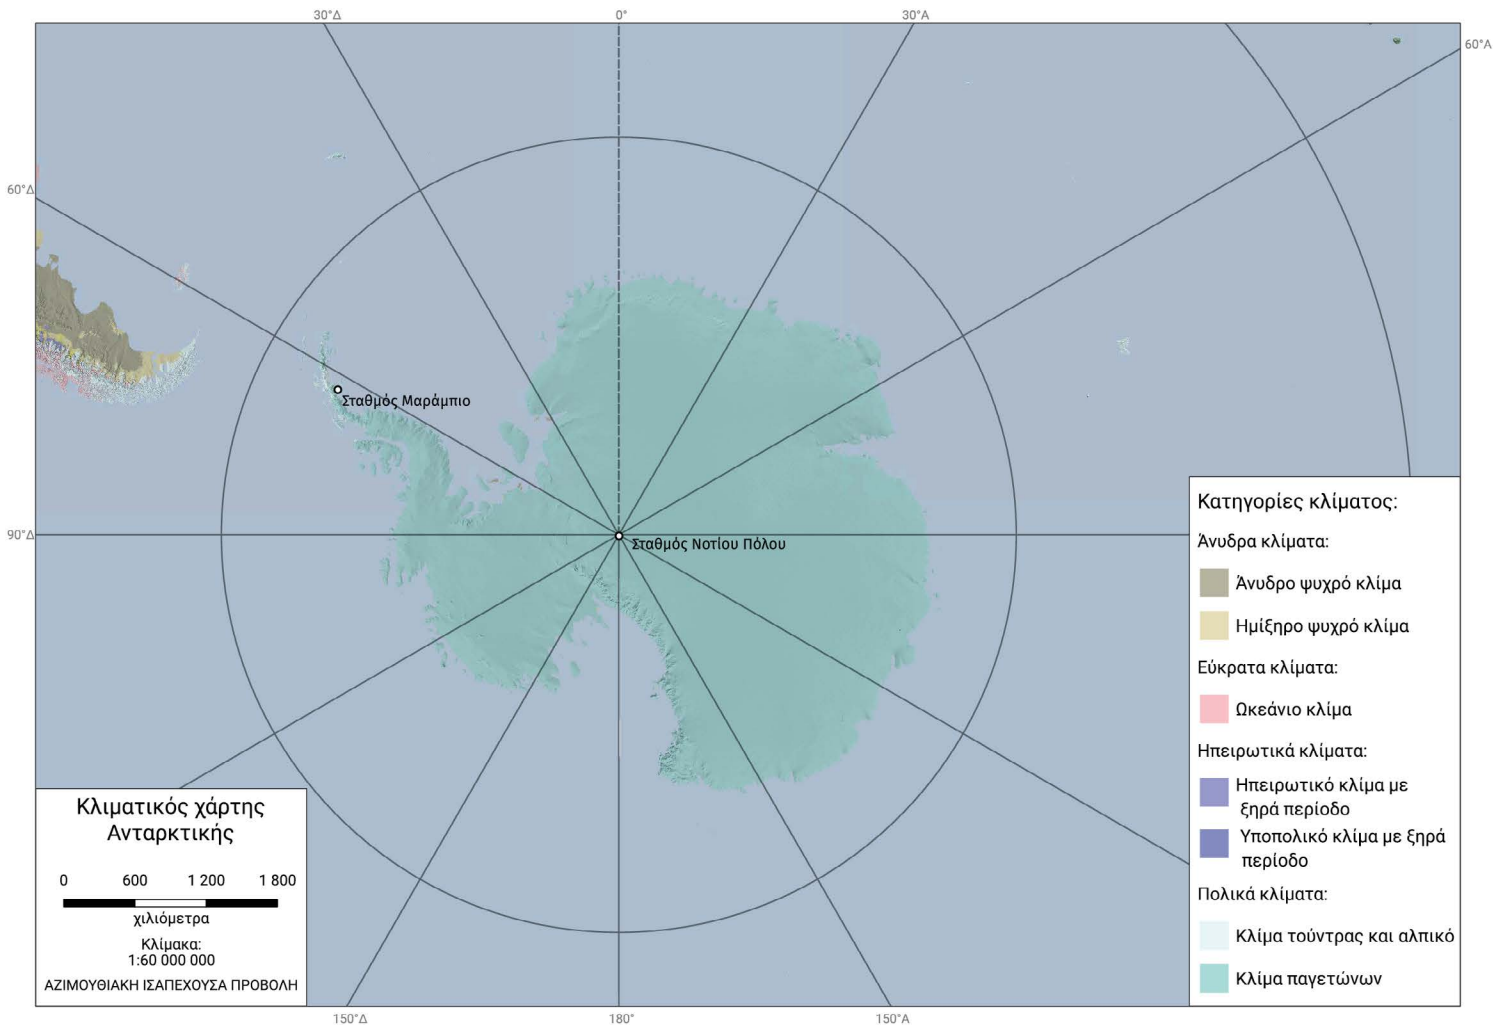 30°Δ 0° 30°Α
60°Α
60°Δ
Σταθμός Μαράμπιο
90°Δ
Σταθμός Νοτίου Πόλου
Κατηγορίες κλίματος:
Άνυδρα κλίματα:
Άνυδρο ψυχρό κλίμα
Ημίξηρο ψυχρό κλίμα
Εύκρατα κλίματα:
Ωκεάνιο κλίμα
Ηπειρωτικά κλίματα:
Ηπειρωτικό κλίμα με
ξηρά περίοδο
Υποπολικό κλίμα με ξηρά
περίοδο
Πολικά κλίματα:
Κλίμα τούντρας και αλπικό
Κλίμα παγετώνων
Κλιματικός χάρτης
Ανταρκτικής
0 600 1 200 1 800
χιλιόμετρα
Κλίμακα:
1:60 000 000
ΑΖΙΜΟΥΘΙΑΚΗ ΙΣΑΠΕΧΟΥΣΑ ΠΡΟΒΟΛΗ
150°Δ 180° 150°Α